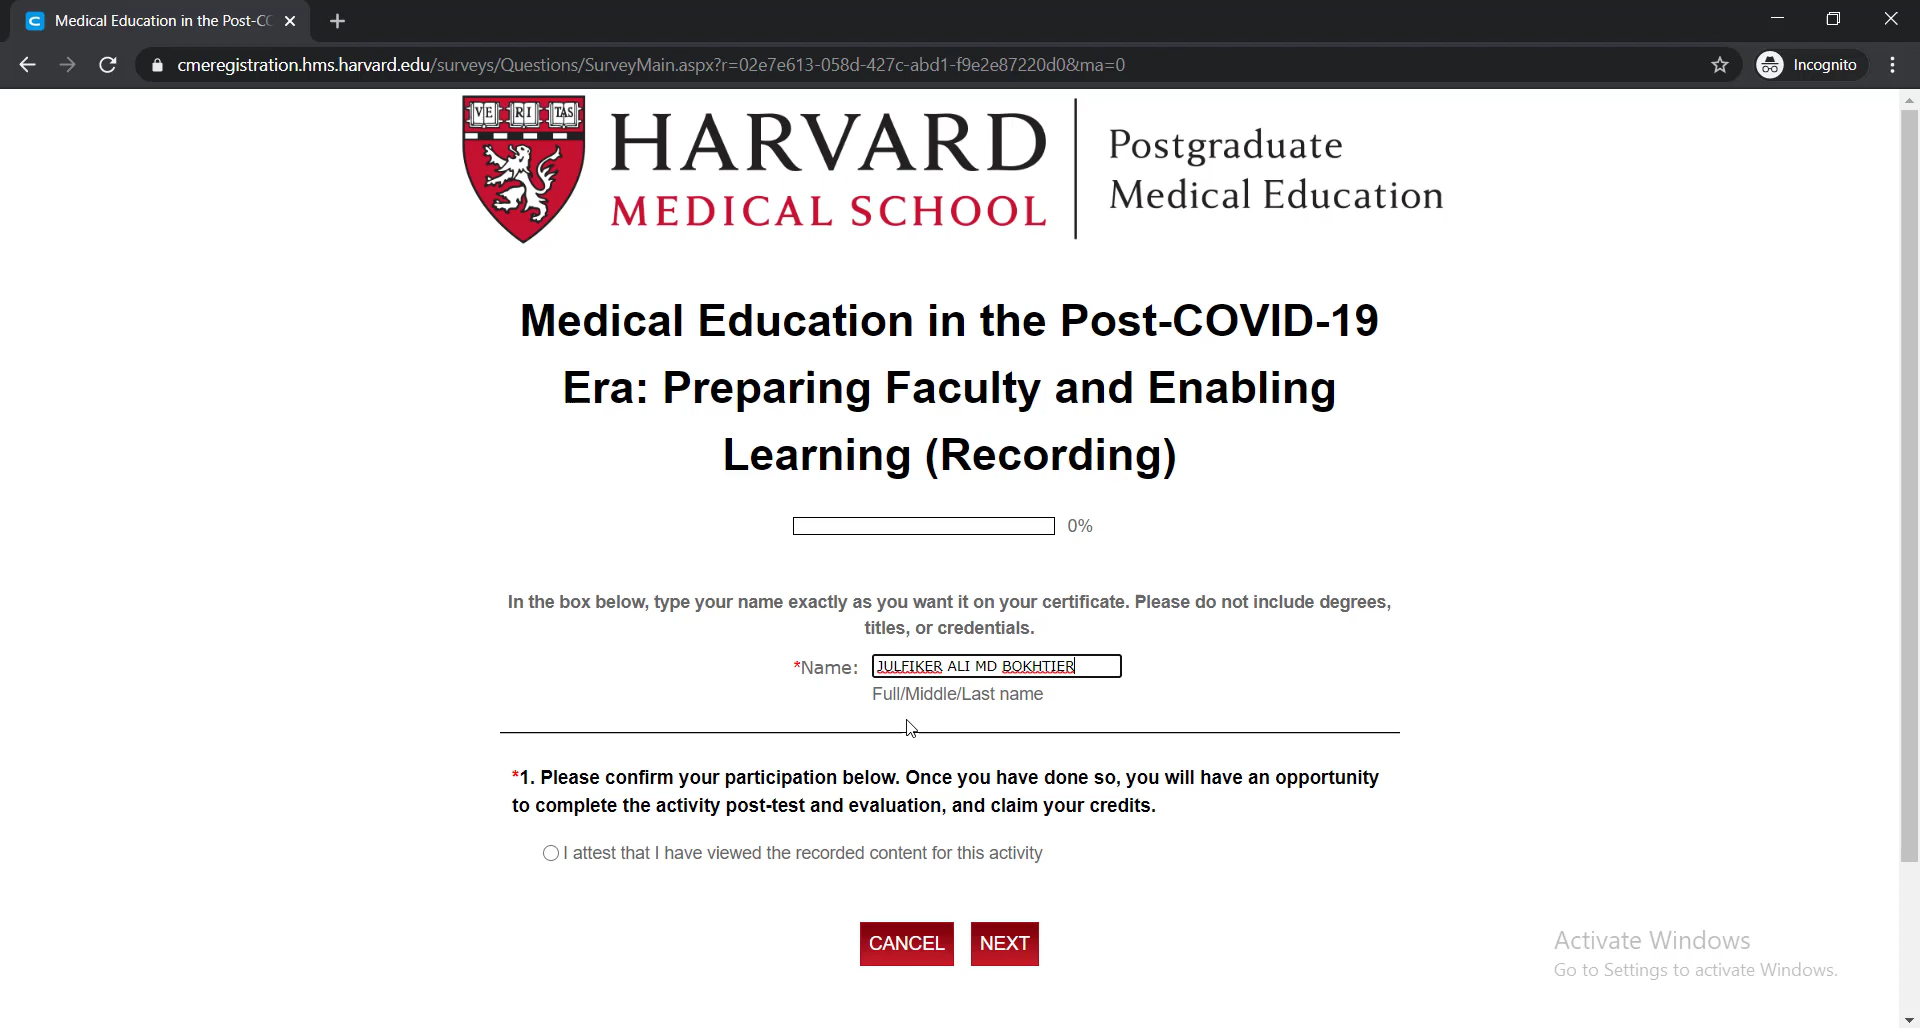 Medical Education in the Post-CO
cmeregistration.hms.harvard.edu/surveys/Questions/SurveyMain.aspx?r=02e7e613-058d-427c-abd1-f9e2e87220d0&ma=0
Incognito
VE RI TAS
HARVARD
MEDICAL SCHOOL
Postgraduate
Medical Education
Medical Education in the Post-COVID-19
Era: Preparing Faculty and Enabling
Learning (Recording)
0%
In the box below, type your name exactly as you want it on your certificate. Please do not include degrees,
titles, or credentials.
*Name: JULFIKER ALI MD BOKHTIER
Full/Middle/Last name
*1. Please confirm your participation below. Once you have done so, you will have an opportunity
to complete the activity post-test and evaluation, and claim your credits.
I attest that I have viewed the recorded content for this activity
CANCEL NEXT
Activate Windows
Go to Settings to activate Windows.